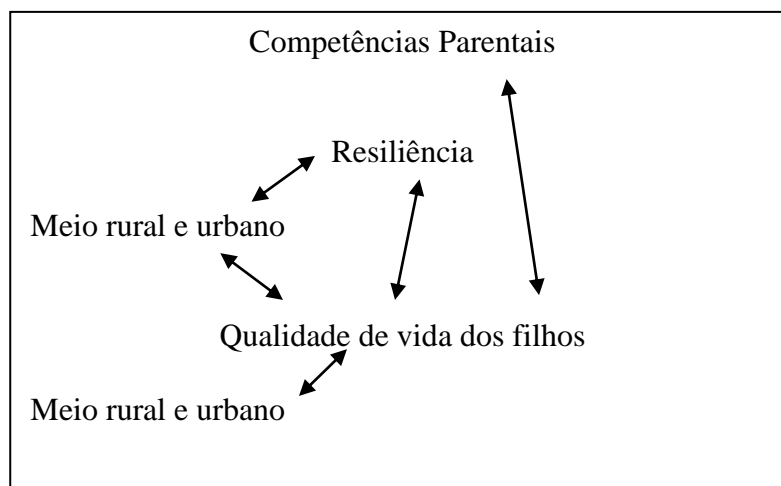 Competências Parentais
Resiliência
Meio rural e urbano
Qualidade de vida dos filhos
Meio rural e urbano